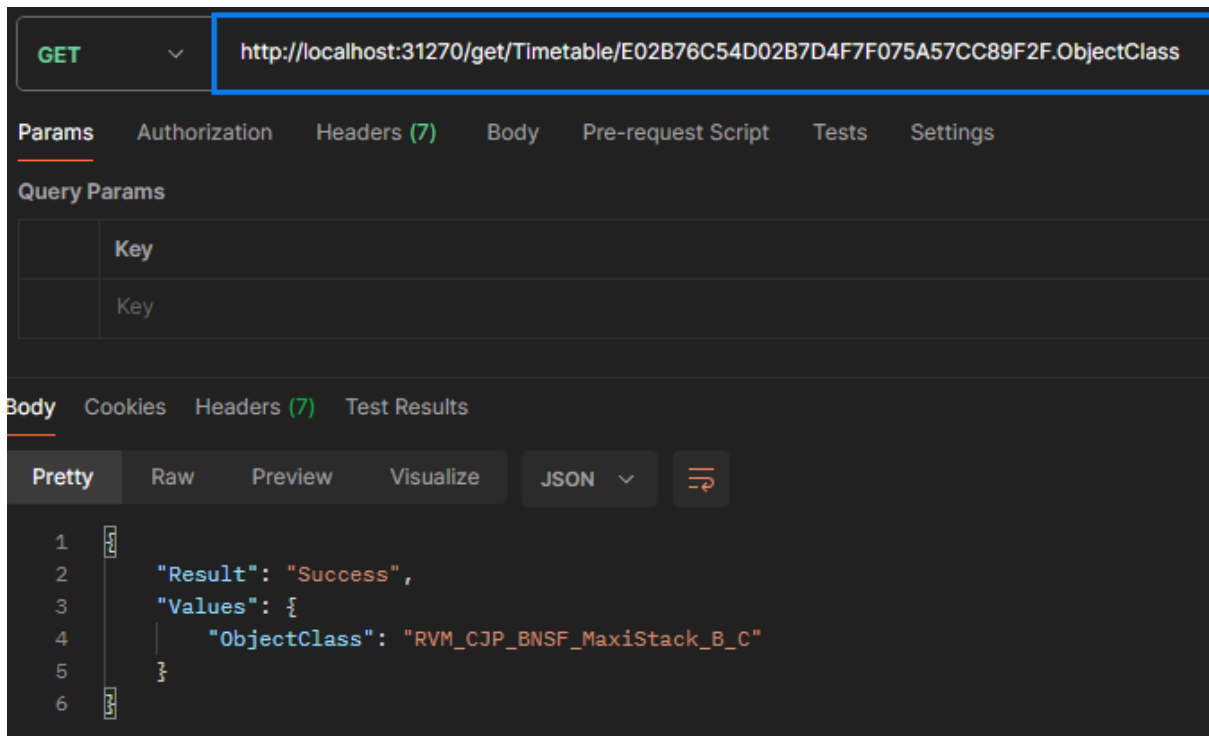 GET http://localhost:31270/get/Timetable/E02B76C54D02B7D4F7F075A57CC89F2F.ObjectClass
Params Authorization Headers (7) Body Pre-request Script Tests Settings
Query Params
Key
Key
Body Cookies Headers (7) Test Results
Pretty Raw Preview Visualize JSON
1 {
2 "Result": "Success",
3 "Values": {
4 "ObjectClass": "RVM_CJP_BNSF_MaxiStack_B_C"
5 }
6 }